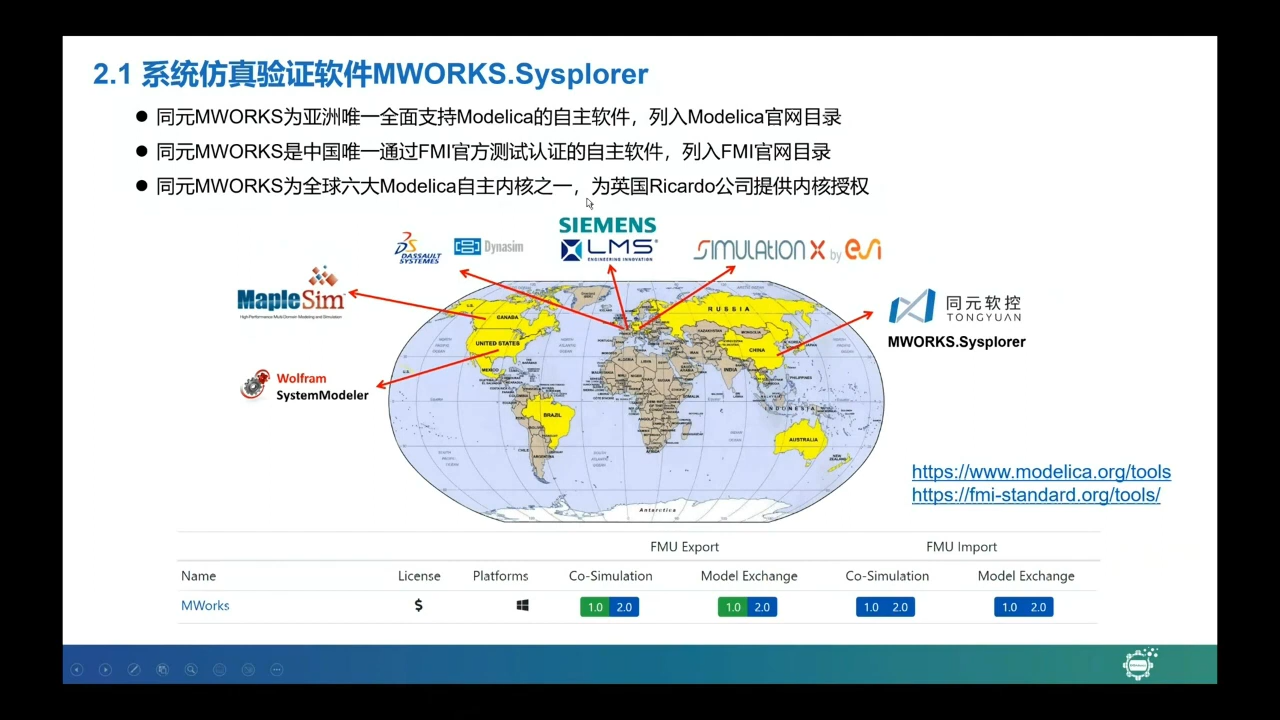 2.1 系统仿真验证软件MWORKS.Sysplorer
● 同元MWORKS为亚洲唯一全面支持Modelica的自主软件，列入Modelica官网目录
● 同元MWORKS是中国唯一通过FMI官方测试认证的自主软件，列入FMI官网目录
● 同元MWORKS为全球六大Modelica自主内核之一，为英国Ricardo公司提供内核授权
DASSAULT SYSTEMES
Dynasim
SIEMENS
LMS
ENGINEERING INNOVATION
SIMULATION X by esi
MapleSim
High-Performance Multi-Domain Modeling and Simulation
Wolfram
SystemModeler
同元软控
TONGYUAN
MWORKS.Sysplorer
CANADA
UNITED STATES
MEXICO
BRAZIL
ARGENTINA
RUSSIA
KAZAKHSTAN
MONGOLIA
CHINA
INDIA
INDONESIA
AUSTRALIA
Antarctica
https://www.modelica.org/tools
https://fmi-standard.org/tools/
FMU Export FMU Import
Name License Platforms Co-Simulation Model Exchange Co-Simulation Model Exchange
MWorks $ 1.0 2.0 1.0 2.0 1.0 2.0 1.0 2.0